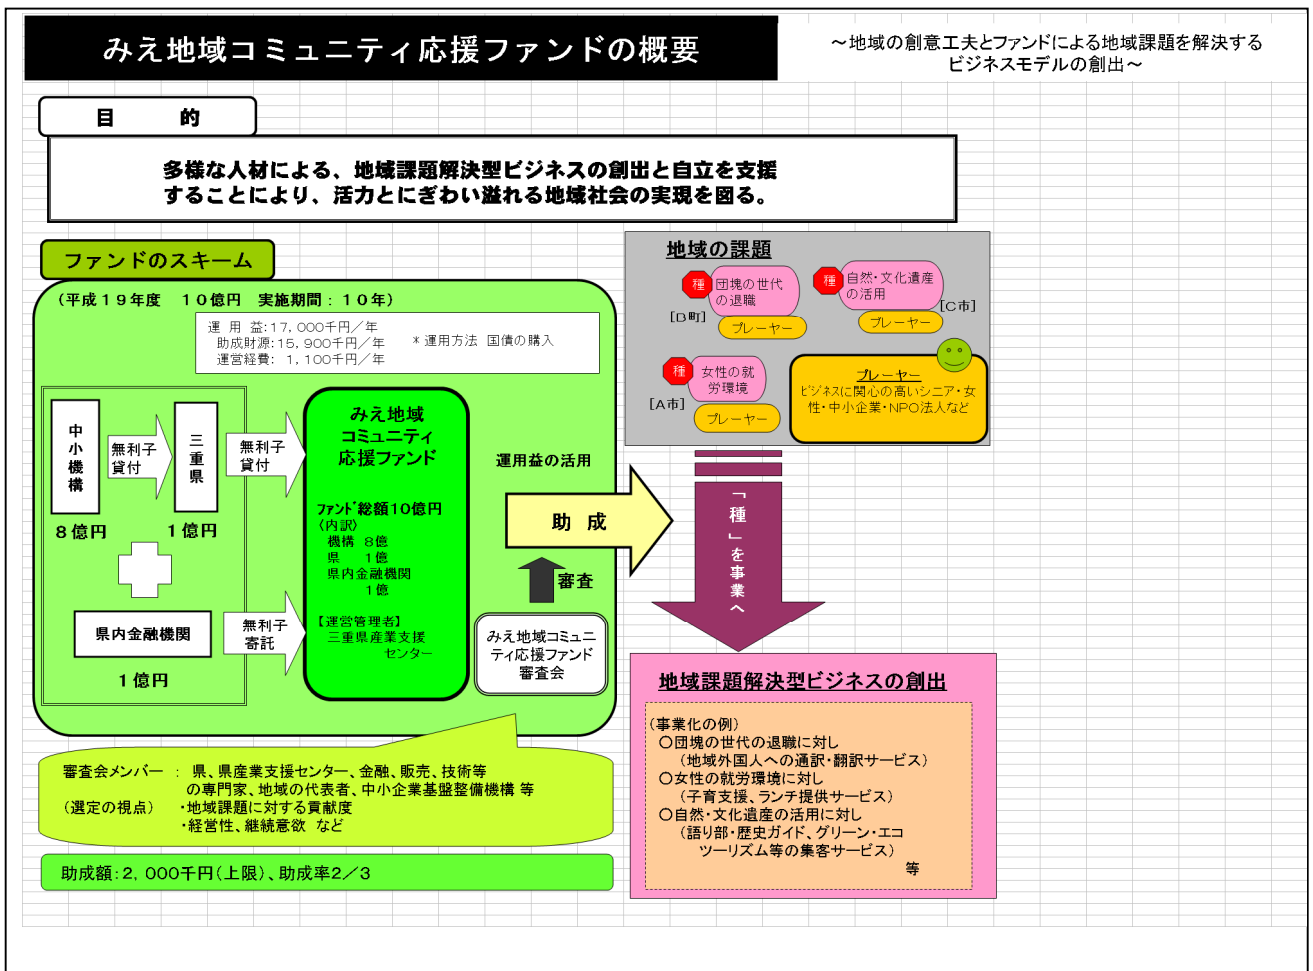 みえ地域コミュニティ応援ファンドの概要
～地域の創意工夫とファンドによる地域課題を解決する
ビジネスモデルの創出～
目　的
多様な人材による、地域課題解決型ビジネスの創出と自立を支援
することにより、活力とにぎわい溢れる地域社会の実現を図る。
ファンドのスキーム
（平成１９年度　１０億円　実施期間：１０年）
運 用 益：17，000千円／年
助成財源：15，900千円／年
＊運用方法 国債の購入
運営経費： 1，100千円／年
中小機構
８億円
無利子
貸付
三重県
１億円
無利子
貸付
県内金融機関
１億円
無利子
寄託
みえ地域
コミュニティ
応援ファンド
ファンド総額１０億円
〈内訳〉
機構 8億
県 1億
県内金融機関
1億
【運営管理者】
三重県産業支援
センター
運用益の活用
助 成
審査
みえ地域コミュニ
ティ応援ファンド
審査会
審査会メンバー ： 県、県産業支援センター、金融、販売、技術等
の専門家、地域の代表者、中小企業基盤整備機構 等
（選定の視点） ・地域課題に対する貢献度
・経営性、継続意欲 など
助成額：２，０００千円（上限）、助成率２／３
地域の課題
種
団塊の世代
の退職
[B町]
プレーヤー
種
自然・文化遺産
の活用
[C市]
プレーヤー
種
女性の就
労環境
[A市]
プレーヤー
プレーヤー
ビジネスに関心の高いシニア・女
性・中小企業・NPO法人など
「種」を事業へ
地域課題解決型ビジネスの創出
（事業化の例）
○団塊の世代の退職に対し
（地域外国人への通訳・翻訳サービス）
○女性の就労環境に対し
（子育支援、ランチ提供サービス）
○自然・文化遺産の活用に対し
（語り部・歴史ガイド、グリーン・エコ
ツーリズム等の集客サービス）
等